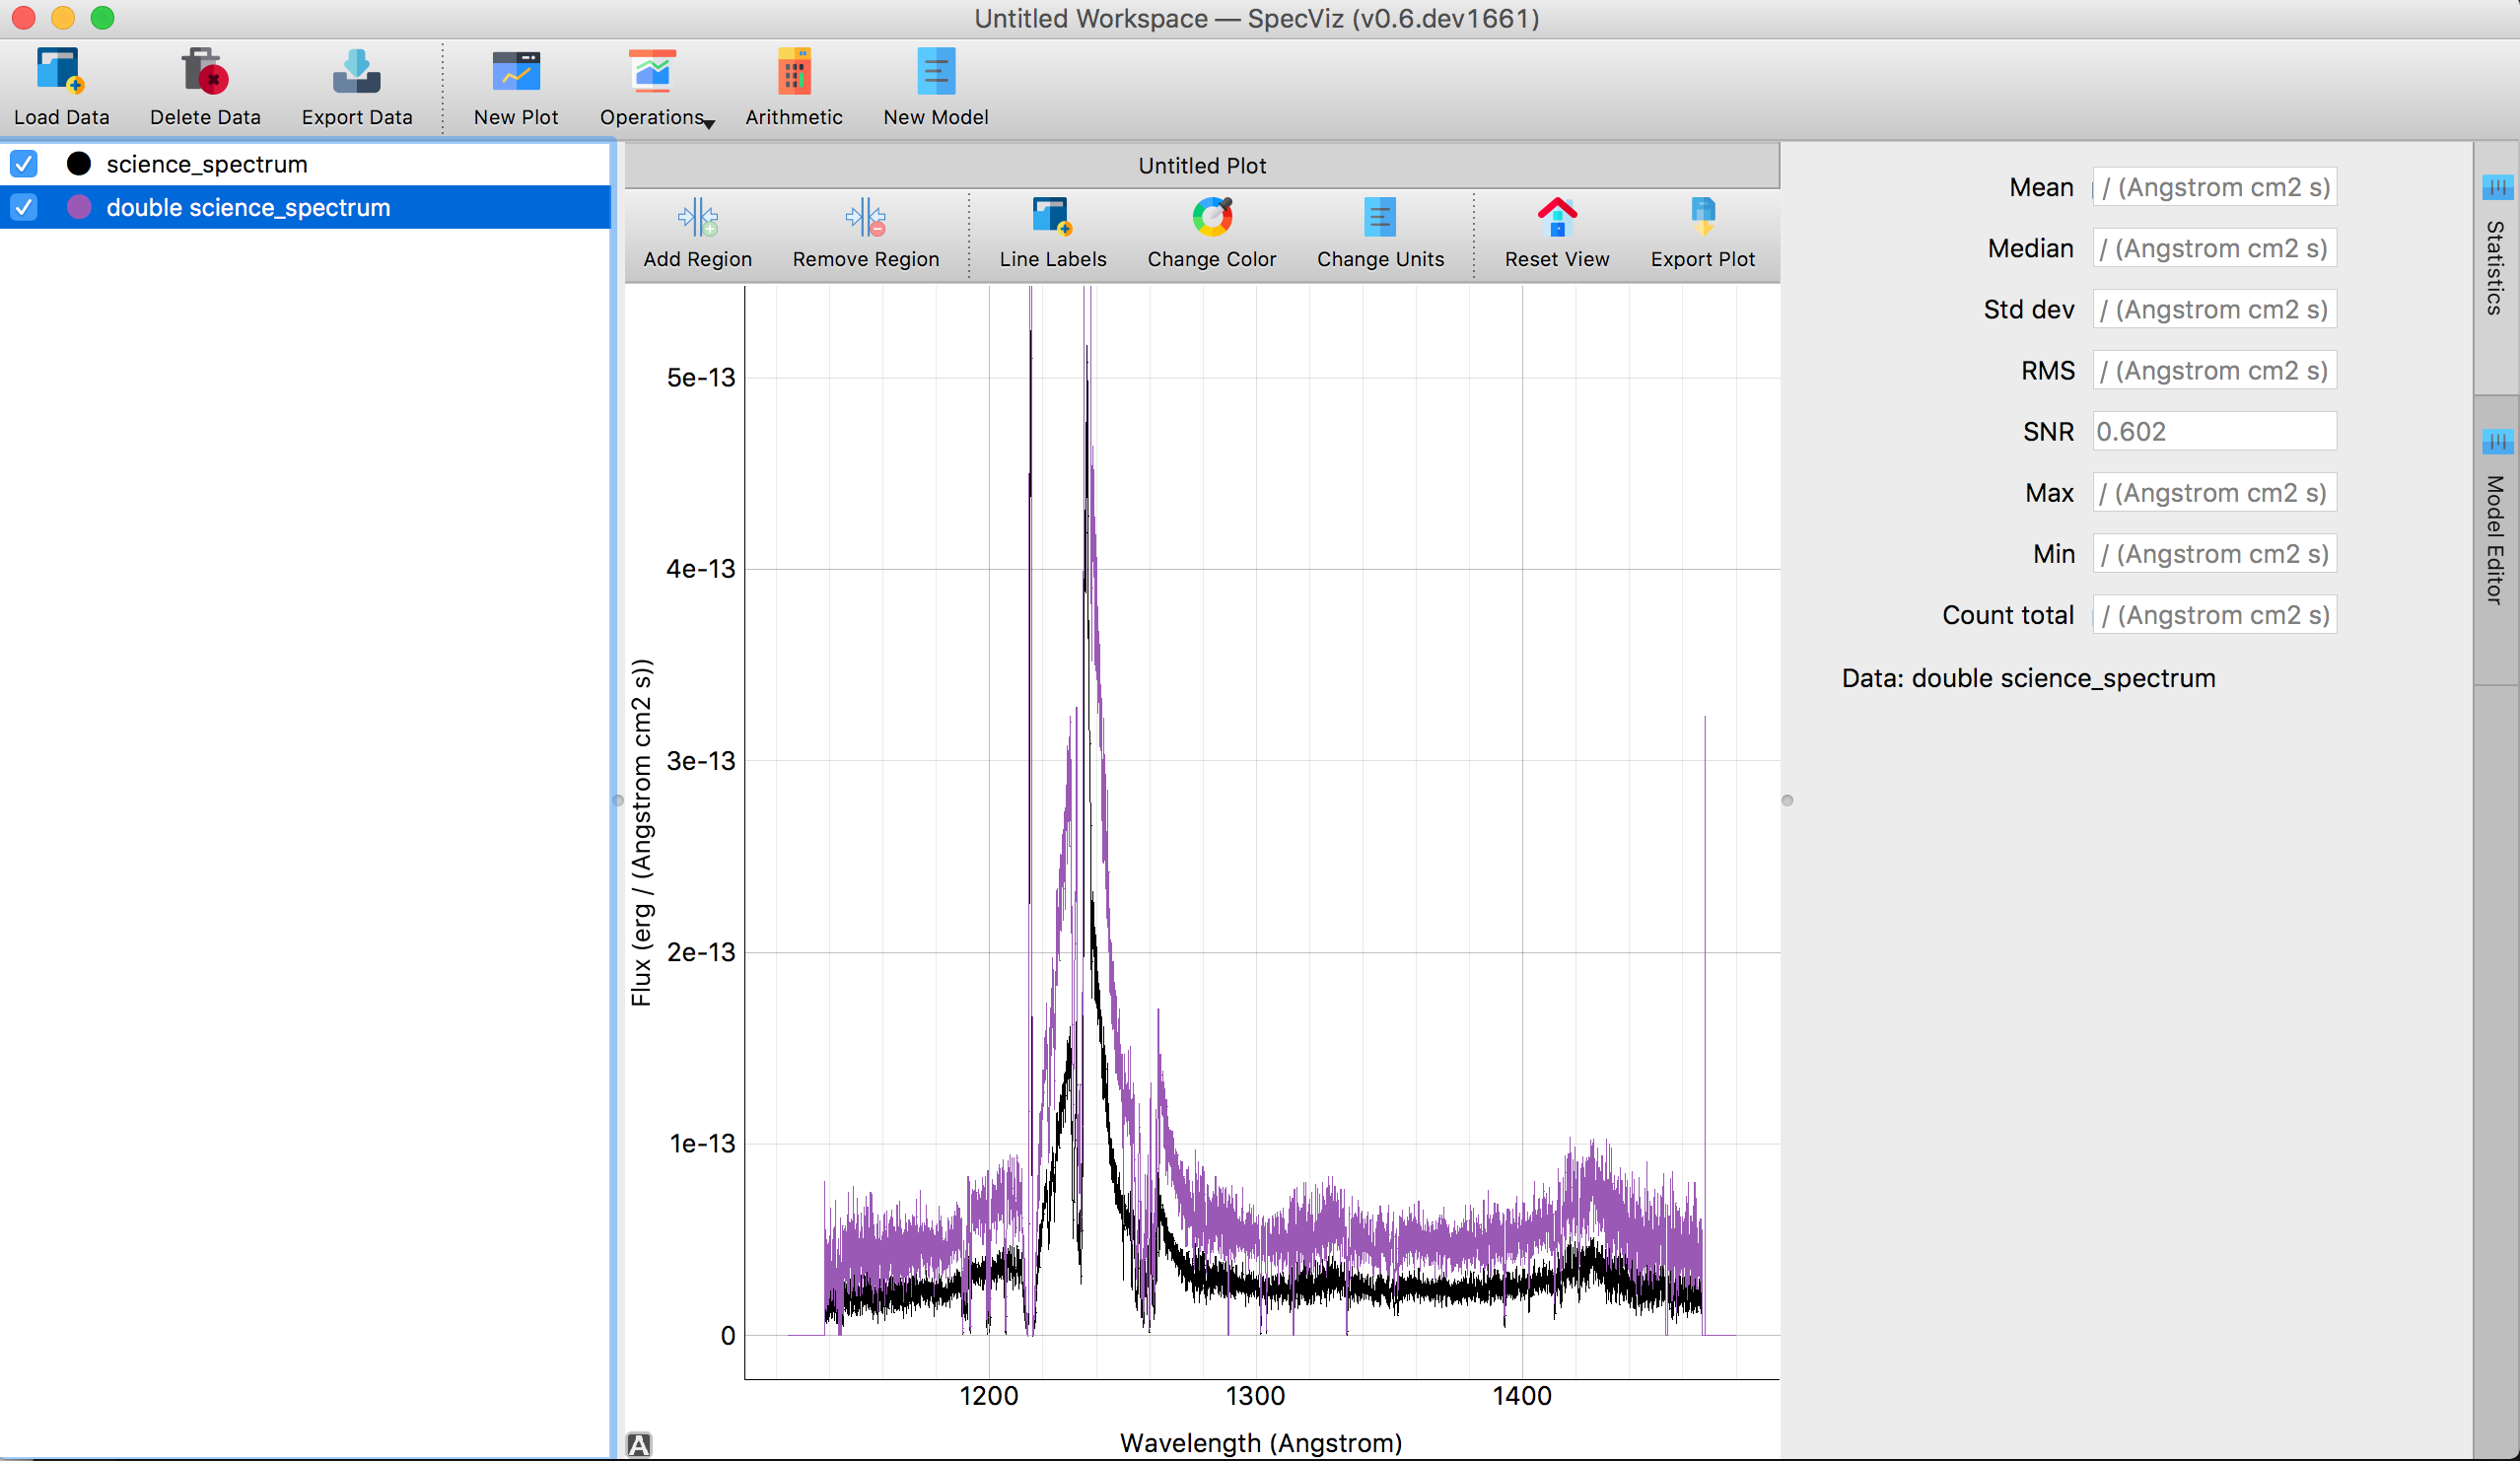 Untitled Workspace — SpecViz (v0.6.dev1661)
Load Data
Delete Data
Export Data
New Plot
Operations
Arithmetic
New Model
science_spectrum
double science_spectrum
Untitled Plot
Add Region
Remove Region
Line Labels
Change Color
Change Units
Reset View
Export Plot
5e-13
4e-13
3e-13
2e-13
1e-13
0
Flux (erg / (Angstrom cm2 s))
1200
1300
1400
Wavelength (Angstrom)
A
Mean / (Angstrom cm2 s)
Median / (Angstrom cm2 s)
Std dev / (Angstrom cm2 s)
RMS / (Angstrom cm2 s)
SNR 0.602
Max / (Angstrom cm2 s)
Min / (Angstrom cm2 s)
Count total / (Angstrom cm2 s)
Data: double science_spectrum
Statistics
Model Editor